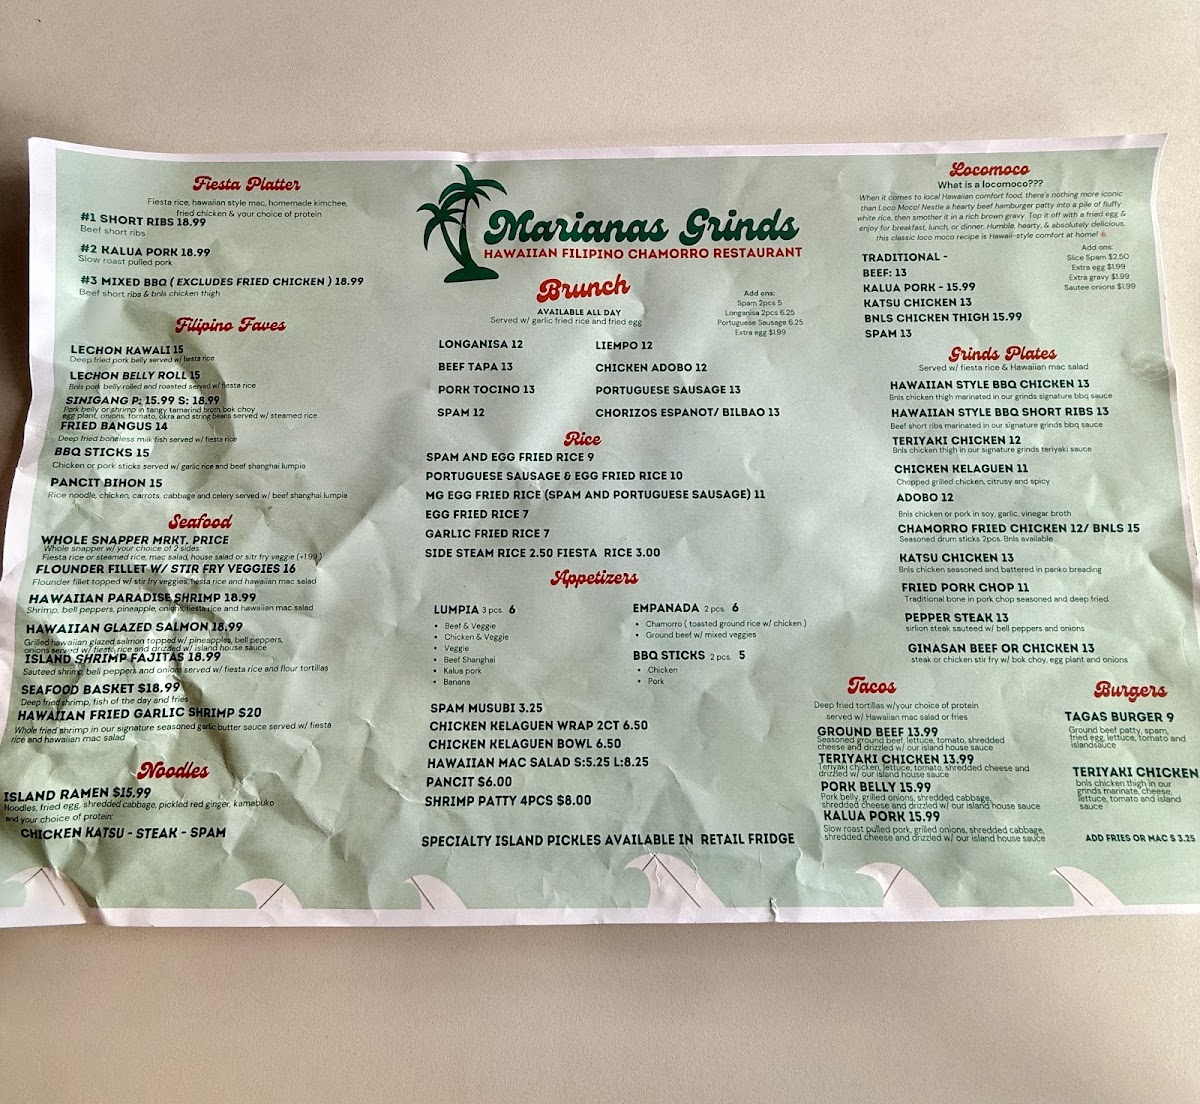 Fiesta Platter
Fiesta rice, hawaiian style mac, homemade kimchee,
fried chicken & your choice of protein
#1 SHORT RIBS 18.99
Beef short ribs
#2 KALUA PORK 18.99
Slow roast pulled pork
#3 MIXED BBQ ( EXCLUDES FRIED CHICKEN ) 18.99
Beef short ribs & bnls chicken thigh
Filipino Faves
LECHON KAWALI 15
Deep fried pork belly served w/ fiesta rice
LECHON BELLY ROLL 15
Bnls pork belly rolled and roasted served w/ fiesta rice
SINIGANG P: 15.99 S: 18.99
Pork belly or shrimp in tangy tamarind broth, bok choy
egg plant, onions, tomato, okra and string beans served w/ steamed rice
FRIED BANGUS 14
Deep fried boneless milk fish served w/ fiesta rice
BBQ STICKS 15
Chicken or pork sticks served w/ garlic rice and beef shanghai lumpia
PANCIT BIHON 15
Rice noodle, chicken, carrots, cabbage and celery served w/ beef shanghai lumpia
Seafood
WHOLE SNAPPER MRKT. PRICE
Whole snapper w/your choice of 2 sides:
Fiesta rice or steamed rice, mac salad, house salad or sitr fry veggie (+1.99 )
FLOUNDER FILLET W/ STIR FRY VEGGIES 16
Flounder fillet topped w/ stir fry veggies, fiesta rice and hawaiian mac salad
HAWAIIAN PARADISE SHRIMP 18.99
Shrimp, bell peppers, pineapple, onions, fiesta rice and hawaiian mac salad
HAWAIIAN GLAZED SALMON 18.99
Grilled hawaiian glazed salmon topped w/ pineapples, bell peppers,
onions served w/ fiesta rice and drizzled w/ island house sauce
ISLAND SHRIMP FAJITAS 18.99
Sauteed shrimp, bell peppers and onions served w/ fiesta rice and flour tortillas
SEAFOOD BASKET $18.99
Deep fried shrimp, fish of the day and fries
HAWAIIAN FRIED GARLIC SHRIMP $20
Whole fried shrimp in our signature seasoned garlic butter sauce served w/ fiesta
rice and hawaiian mac salad
Noodles
ISLAND RAMEN $15.99
Noodles, fried egg, shredded cabbage, pickled red ginger, kamabuko
and your choice of protein:
CHICKEN KATSU - STEAK - SPAM
Marianas Grinds
HAWAIIAN FILIPINO CHAMORRO RESTAURANT
Brunch
AVAILABLE ALL DAY
Served w/ garlic fried rice and fried egg
Add ons:
Spam 2pcs 5
Longanisa 2pcs 6.25
Portuguese Sausage 6.25
Extra egg $1.99
LONGANISA 12
LIEMPO 12
BEEF TAPA 13
CHICKEN ADOBO 12
PORK TOCINO 13
PORTUGUESE SAUSAGE 13
SPAM 12
CHORIZOS ESPANOT/ BILBAO 13
Rice
SPAM AND EGG FRIED RICE 9
PORTUGUESE SAUSAGE & EGG FRIED RICE 10
MG EGG FRIED RICE (SPAM AND PORTUGUESE SAUSAGE) 11
EGG FRIED RICE 7
GARLIC FRIED RICE 7
SIDE STEAM RICE 2.50 FIESTA RICE 3.00
Appetizers
LUMPIA 3 pcs. 6
• Beef & Veggie
• Chicken & Veggie
• Veggie
• Beef Shanghai
• Kalua pork
• Banana
EMPANADA 2 pcs. 6
• Chamorro ( toasted ground rice w/ chicken )
• Ground beef w/ mixed veggies
BBQ STICKS 2 pcs. 5
• Chicken
• Pork
SPAM MUSUBI 3.25
CHICKEN KELAGUEN WRAP 2CT 6.50
CHICKEN KELAGUEN BOWL 6.50
HAWAIIAN MAC SALAD S:5.25 L:8.25
PANCIT $6.00
SHRIMP PATTY 4PCS $8.00
SPECIALTY ISLAND PICKLES AVAILABLE IN RETAIL FRIDGE
Locomoco
What is a locomoco???
When it comes to local Hawaiian comfort food, there's nothing more iconic
than Loco Moco! Nestle a hearty beef hamburger patty into a pile of fluffy
white rice, then smother it in a rich brown gravy. Top it off with a fried egg &
enjoy for breakfast, lunch, or dinner. Humble, hearty, & absolutely delicious,
this classic loco moco recipe is Hawaii-style comfort at home!
TRADITIONAL -
BEEF: 13
KALUA PORK - 15.99
KATSU CHICKEN 13
BNLS CHICKEN THIGH 15.99
SPAM 13
Add ons:
Slice Spam $2.50
Extra egg $1.99
Extra gravy $1.99
Sautee onions $1.99
Grinds Plates
Served w/ fiesta rice & Hawaiian mac salad
HAWAIIAN STYLE BBQ CHICKEN 13
Bnls chicken thigh marinated in our grinds signature bbq sauce
HAWAIIAN STYLE BBQ SHORT RIBS 13
Beef short ribs marinated in our signature grinds bbq sauce
TERIYAKI CHICKEN 12
Bnls chicken thigh in our signature grinds teriyaki sauce
CHICKEN KELAGUEN 11
Chopped grilled chicken, citrusy and spicy
ADOBO 12
Bnls chicken or pork in soy, garlic, vinegar broth
CHAMORRO FRIED CHICKEN 12/ BNLS 15
Seasoned drum sticks 2pcs. Bnls available
KATSU CHICKEN 13
Bnls chicken seasoned and battered in panko breading
FRIED PORK CHOP 11
Traditional bone in pork chop seasoned and deep fried
PEPPER STEAK 13
sirlion steak sauteed w/ bell peppers and onions
GINASAN BEEF OR CHICKEN 13
steak or chicken stir fry w/ bok choy, egg plant and onions
Tacos
Deep fried tortillas w/your choice of protein
served w/ Hawaiian mac salad or fries
GROUND BEEF 13.99
Seasoned ground beef, lettuce, tomato, shredded
cheese and drizzled w/ our island house sauce
TERIYAKI CHICKEN 13.99
Teriyaki chicken, lettuce, tomato, shredded cheese and
drizzled w/ our island house sauce
PORK BELLY 15.99
Pork belly, grilled onions, shredded cabbage,
shredded cheese and drizzled w/ our island house sauce
KALUA PORK 15.99
Slow roast pulled pork, grilled onions, shredded cabbage,
shredded cheese and drizzled w/ our island house sauce
Burgers
TAGAS BURGER 9
Ground beef patty, spam,
fried egg, lettuce, tomato and
islandsauce
TERIYAKI CHICKEN
bnls chicken thigh in our
grinds marinate, cheese,
lettuce, tomato and island
sauce
ADD FRIES OR MAC $ 3.25